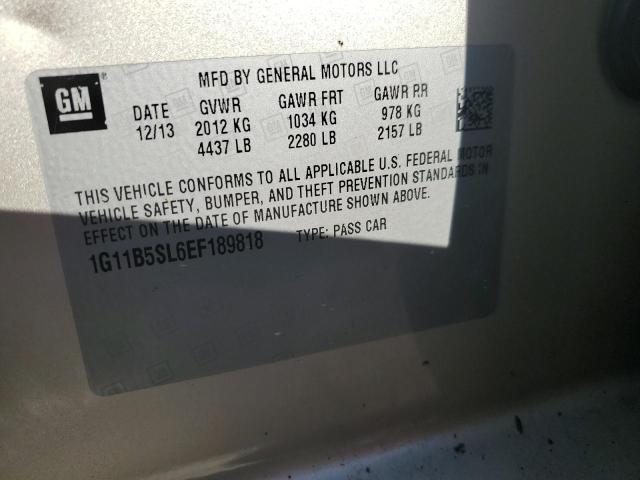 GM ®
MFD BY GENERAL MOTORS LLC
DATE GVWR GAWR FRT GAWR RR
12/13 2012 KG 1034 KG 978 KG
4437 LB 2280 LB 2157 LB
THIS VEHICLE CONFORMS TO ALL APPLICABLE U.S. FEDERAL MOTOR
VEHICLE SAFETY, BUMPER, AND THEFT PREVENTION STANDARDS IN
EFFECT ON THE DATE OF MANUFACTURE SHOWN ABOVE.
1G11B5SL6EF189818 TYPE: PASS CAR